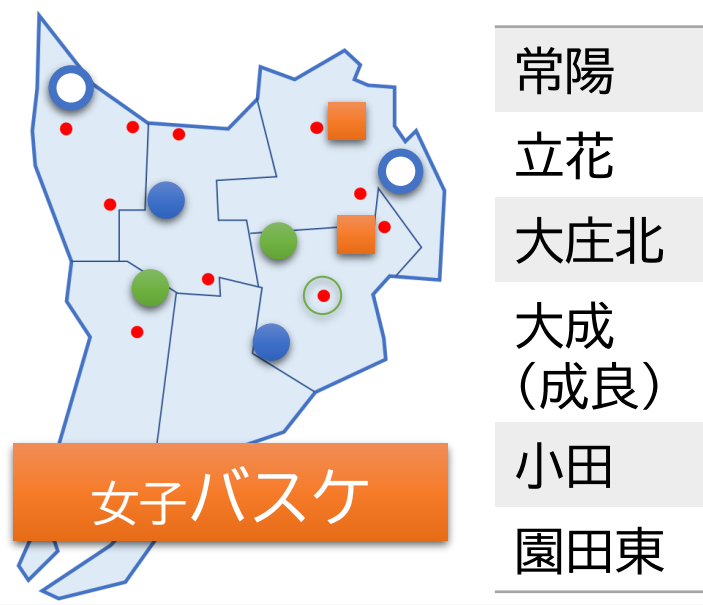 常陽
立花
大庄北
大成
（成良）
小田
園田東
女子バスケ